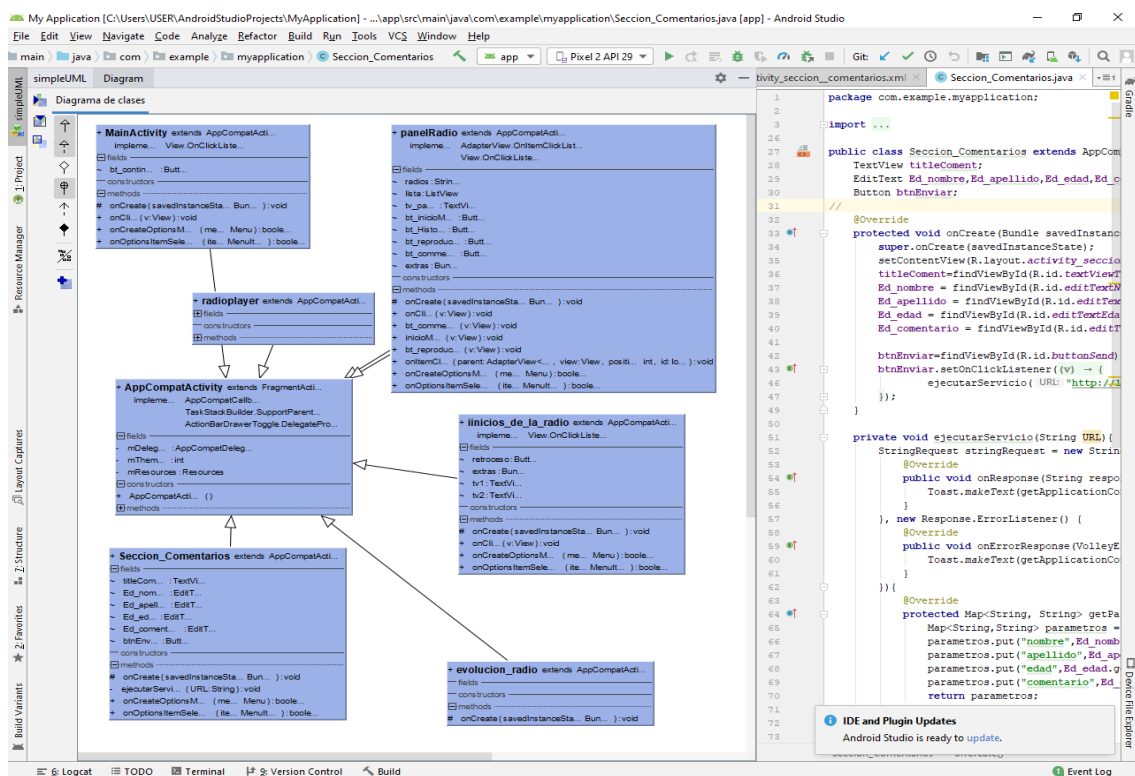 My Application [C:\Users\USER\AndroidStudioProjects\MyApplication] - ...\app\src\main\java\com\example\myapplication\Seccion_Comentarios.java [app] - Android Studio
File Edit View Navigate Code Analyze Refactor Build Run Tools VCS Window Help
main java com example myapplication Seccion_Comentarios app Pixel 2 API 29 Git:
simpleUML Diagram
Diagrama de clases
simpleUML
1: Project
Resource Manager
Layout Captures
7: Structure
2: Favorites
Build Variants
+ MainActivity extends AppCompatActi...
impleme... View.OnClickListe...
fields
~ bt_contin... :Butt...
constructors
methods
# onCreate (savedInstanceSta... Bun... ):void
+ onCli... (v:View):void
+ onCreateOptionsM... (me... Menu):boole...
+ onOptionsItemSele... (ite... MenuIt... ):boole...
+ panelRadio extends AppCompatActi...
impleme... AdapterView.OnItemClickList...
View.OnClickListe...
fields
~ radios :Strin...
~ lista :ListView
~ tv_pa... :TextVi...
~ bt_inicioM... :Butt...
~ bt_Histo... :Butt...
~ bt_reproduc... :Butt...
~ bt_comme... :Butt...
~ extras :Bun...
constructors
methods
# onCreate (savedInstanceSta... Bun... ):void
+ onCli... (v:View):void
+ bt_comme... (v:View):void
+ inicioM... (v:View):void
+ bt_reproduc... (v:View):void
+ onItemCl... (parent:AdapterView<... , view:View, positi... int, id:lo... ):void
+ onCreateOptionsM... (me... Menu):boole...
+ onOptionsItemSele... (ite... MenuIt... ):boole...
+ radioplayer extends AppCompatActi...
fields
constructors
methods
+ AppCompatActivity extends FragmentActi...
impleme... AppCompatCallb...
TaskStackBuilder.SupportParent...
ActionBarDrawerToggle.DelegatePro...
fields
- mDeleg... :AppCompatDeleg...
- mThem... :int
- mResources :Resources
constructors
+ AppCompatActi... ()
methods
+ iinicios_de_la_radio extends AppCompatActi...
impleme... View.OnClickListe...
fields
~ retroceso :Butt...
~ extras :Bun...
~ tv1 :TextVi...
~ tv2 :TextVi...
constructors
methods
# onCreate (savedInstanceSta... Bun... ):void
+ onCli... (v:View):void
+ onCreateOptionsM... (me... Menu):boole...
+ onOptionsItemSele... (ite... MenuIt... ):boole...
+ Seccion_Comentarios extends AppCompatActi...
fields
~ titleCom... :TextVi...
~ Ed_nom... :EditT...
~ Ed_apell... :EditT...
~ Ed_ed... :EditT...
~ Ed_coment... :EditT...
~ btnEnv... :Butt...
constructors
methods
# onCreate (savedInstanceSta... Bun... ):void
- ejecutarServi... (URL:String):void
+ onCreateOptionsM... (me... Menu):boole...
+ onOptionsItemSele... (ite... MenuIt... ):boole...
+ evolucion_radio extends AppCompatActi...
fields
constructors
methods
# onCreate (savedInstanceSta... Bun... ):void
tivity_seccion__comentarios.xml Seccion_Comentarios.java
1 package com.example.myapplication;
2
3 import ...
26
27 public class Seccion_Comentarios extends AppCom
28 TextView titleComent;
29 EditText Ed_nombre,Ed_apellido,Ed_edad,Ed_c
30 Button btnEnviar;
31 //
32 @Override
33 protected void onCreate(Bundle savedInstanc
34 super.onCreate(savedInstanceState);
35 setContentView(R.layout.activity_seccio
36 titleComent=findViewById(R.id.textViewT
37 Ed_nombre = findViewById(R.id.editTextN
38 Ed_apellido = findViewById(R.id.editTex
39 Ed_edad = findViewById(R.id.editTextEda
40 Ed_comentario = findViewById(R.id.editT
41
42 btnEnviar=findViewById(R.id.buttonSend)
43 btnEnviar.setOnClickListener((v) → {
46 ejecutarServicio( URL: "http://1
47 });
49 }
50
51 private void ejecutarServicio(String URL){
52 StringRequest stringRequest = new Strin
53 @Override
54 public void onResponse(String respo
55 Toast.makeText(getApplicationCo
56 }
57 }, new Response.ErrorListener() {
58 @Override
59 public void onErrorResponse(VolleyE
60 Toast.makeText(getApplicationCo
61 }
62 }){
63 @Override
64 protected Map<String, String> getPa
65 Map<String,String> parametros =
66 parametros.put("nombre",Ed_nomb
67 parametros.put("apellido",Ed_ap
68 parametros.put("edad",Ed_edad.g
69 parametros.put("comentario",Ed_
70 return parametros;
71
72
73
IDE and Plugin Updates
Android Studio is ready to update.
Gradle
Device File Explorer
6: Logcat TODO Terminal 9: Version Control Build Event Log